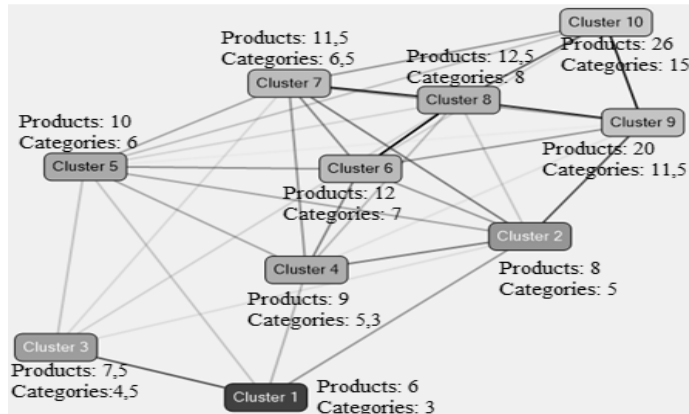 Cluster 10
Products: 26
Categories: 15
Products: 11,5
Categories: 6,5
Cluster 7
Products: 12,5
Categories: 8
Cluster 8
Cluster 9
Products: 20
Categories: 11,5
Products: 10
Categories: 6
Cluster 5
Cluster 6
Products: 12
Categories: 7
Cluster 2
Products: 8
Categories: 5
Cluster 4
Products: 9
Categories: 5,3
Cluster 3
Products: 7,5
Categories:4,5
Cluster 1
Products: 6
Categories: 3